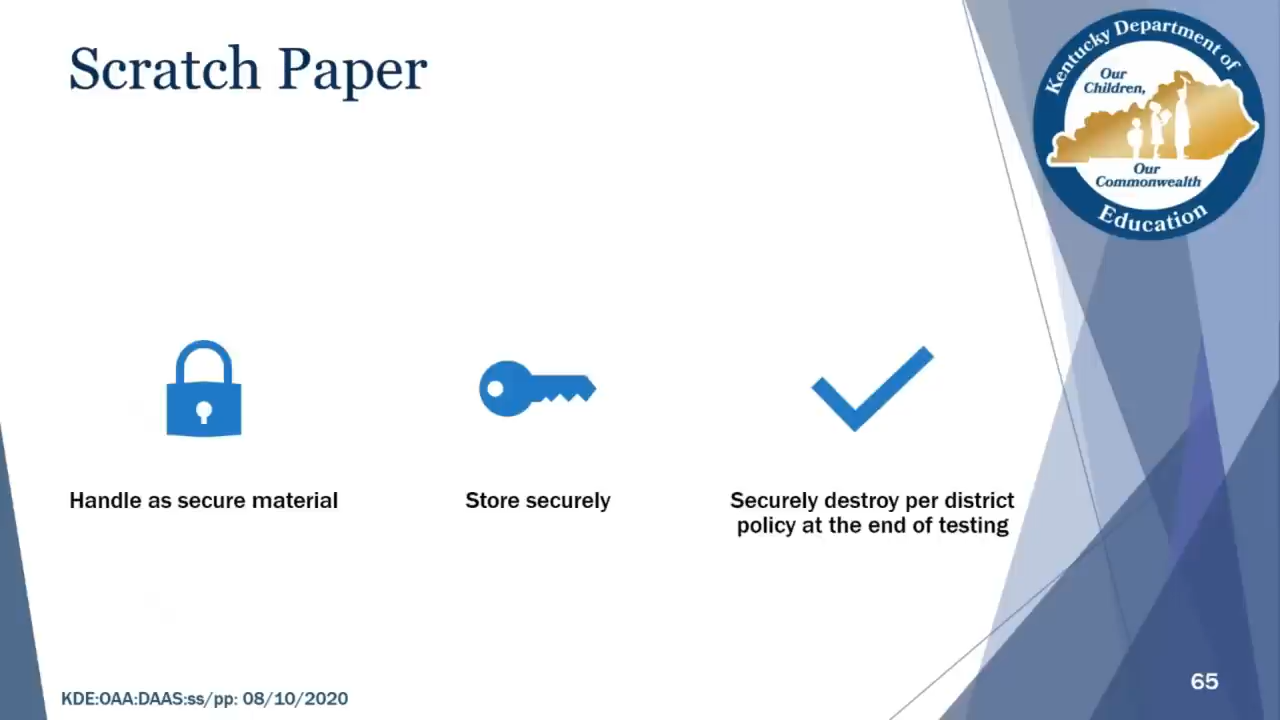 Scratch Paper
Kentucky Department of
Our
Children,
Our
Commonwealth
Education
Handle as secure material
Store securely
Securely destroy per district
policy at the end of testing
KDE:OAA:DAAS:ss/pp: 08/10/2020
65